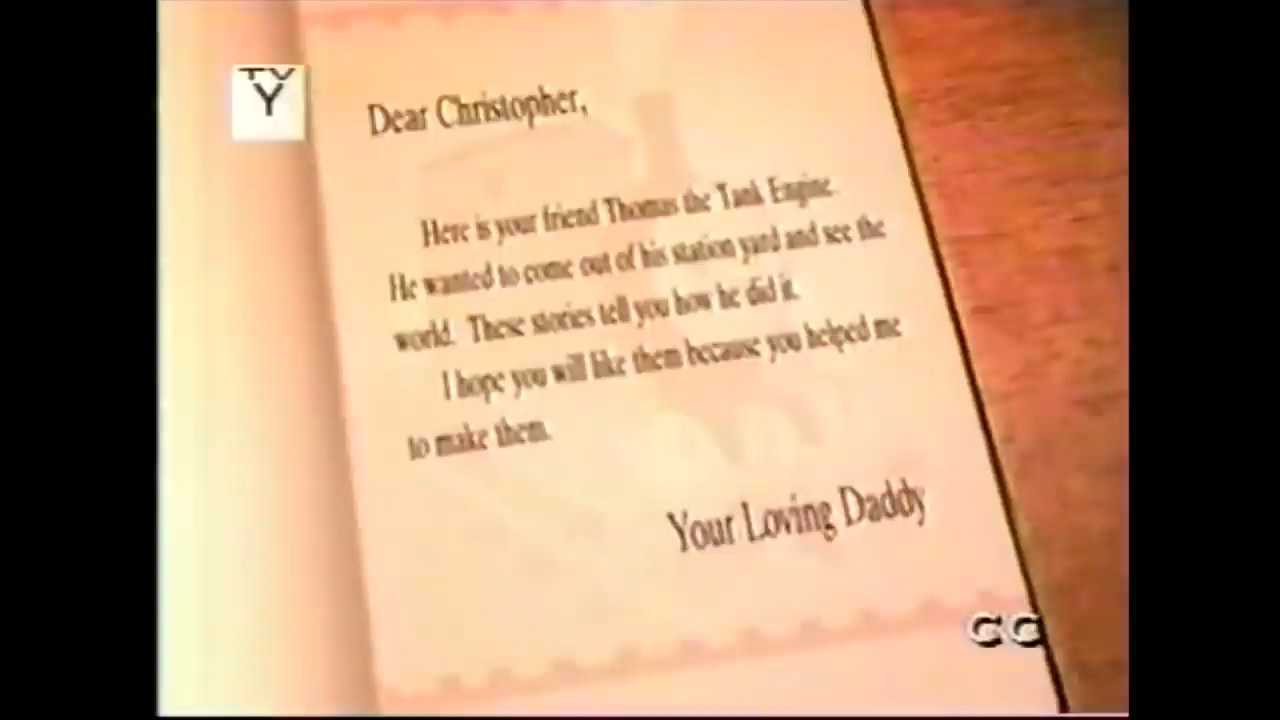 TV
Y
Dear Christopher,
Here is your friend Thomas the Tank Engine.
He wanted to come out of his station yard and see the
world. These stories tell you how he did it.
I hope you will like them because you helped me
to make them.
Your Loving Daddy
CC